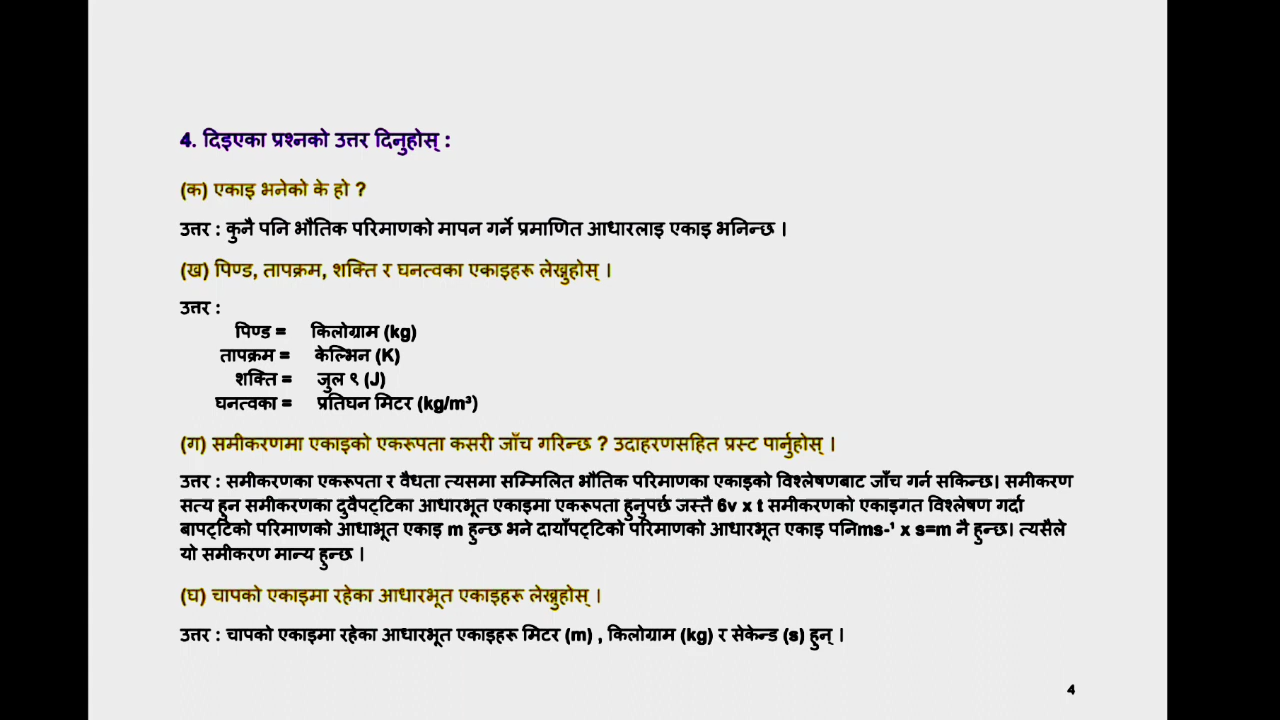 4. दिइएका प्रश्नको उत्तर दिनुहोस् :
(क) एकाइ भनेको के हो ?
उत्तर : कुनै पनि भौतिक परिमाणको मापन गर्ने प्रमाणित आधारलाइ एकाइ भनिन्छ ।
(ख) पिण्ड, तापक्रम, शक्ति र घनत्वका एकाइहरू लेख्नुहोस् ।
उत्तर :
पिण्ड = किलोग्राम (kg)
तापक्रम = केल्भिन (K)
शक्ति = जुल ९ (J)
घनत्वका = प्रतिघन मिटर (kg/m³)
(ग) समीकरणमा एकाइको एकरूपता कसरी जाँच गरिन्छ ? उदाहरणसहित प्रस्ट पार्नुहोस् ।
उत्तर : समीकरणका एकरूपता र वैधता त्यसमा सम्मिलित भौतिक परिमाणका एकाइको विश्लेषणबाट जाँच गर्न सकिन्छ। समीकरण
सत्य हुन समीकरणका दुवैपट्टिका आधारभूत एकाइमा एकरूपता हुनुपर्छ जस्तै 6v x t समीकरणको एकाइगत विश्लेषण गर्दा
बापट्टिको परिमाणको आधाभूत एकाइ m हुन्छ भने दायाँपट्टिको परिमाणको आधारभूत एकाइ पनिms-¹ x s=m नै हुन्छ। त्यसैले
यो समीकरण मान्य हुन्छ ।
(घ) चापको एकाइमा रहेका आधारभूत एकाइहरू लेख्नुहोस् ।
उत्तर : चापको एकाइमा रहेका आधारभूत एकाइहरू मिटर (m) , किलोग्राम (kg) र सेकेन्ड (s) हुन् ।
4